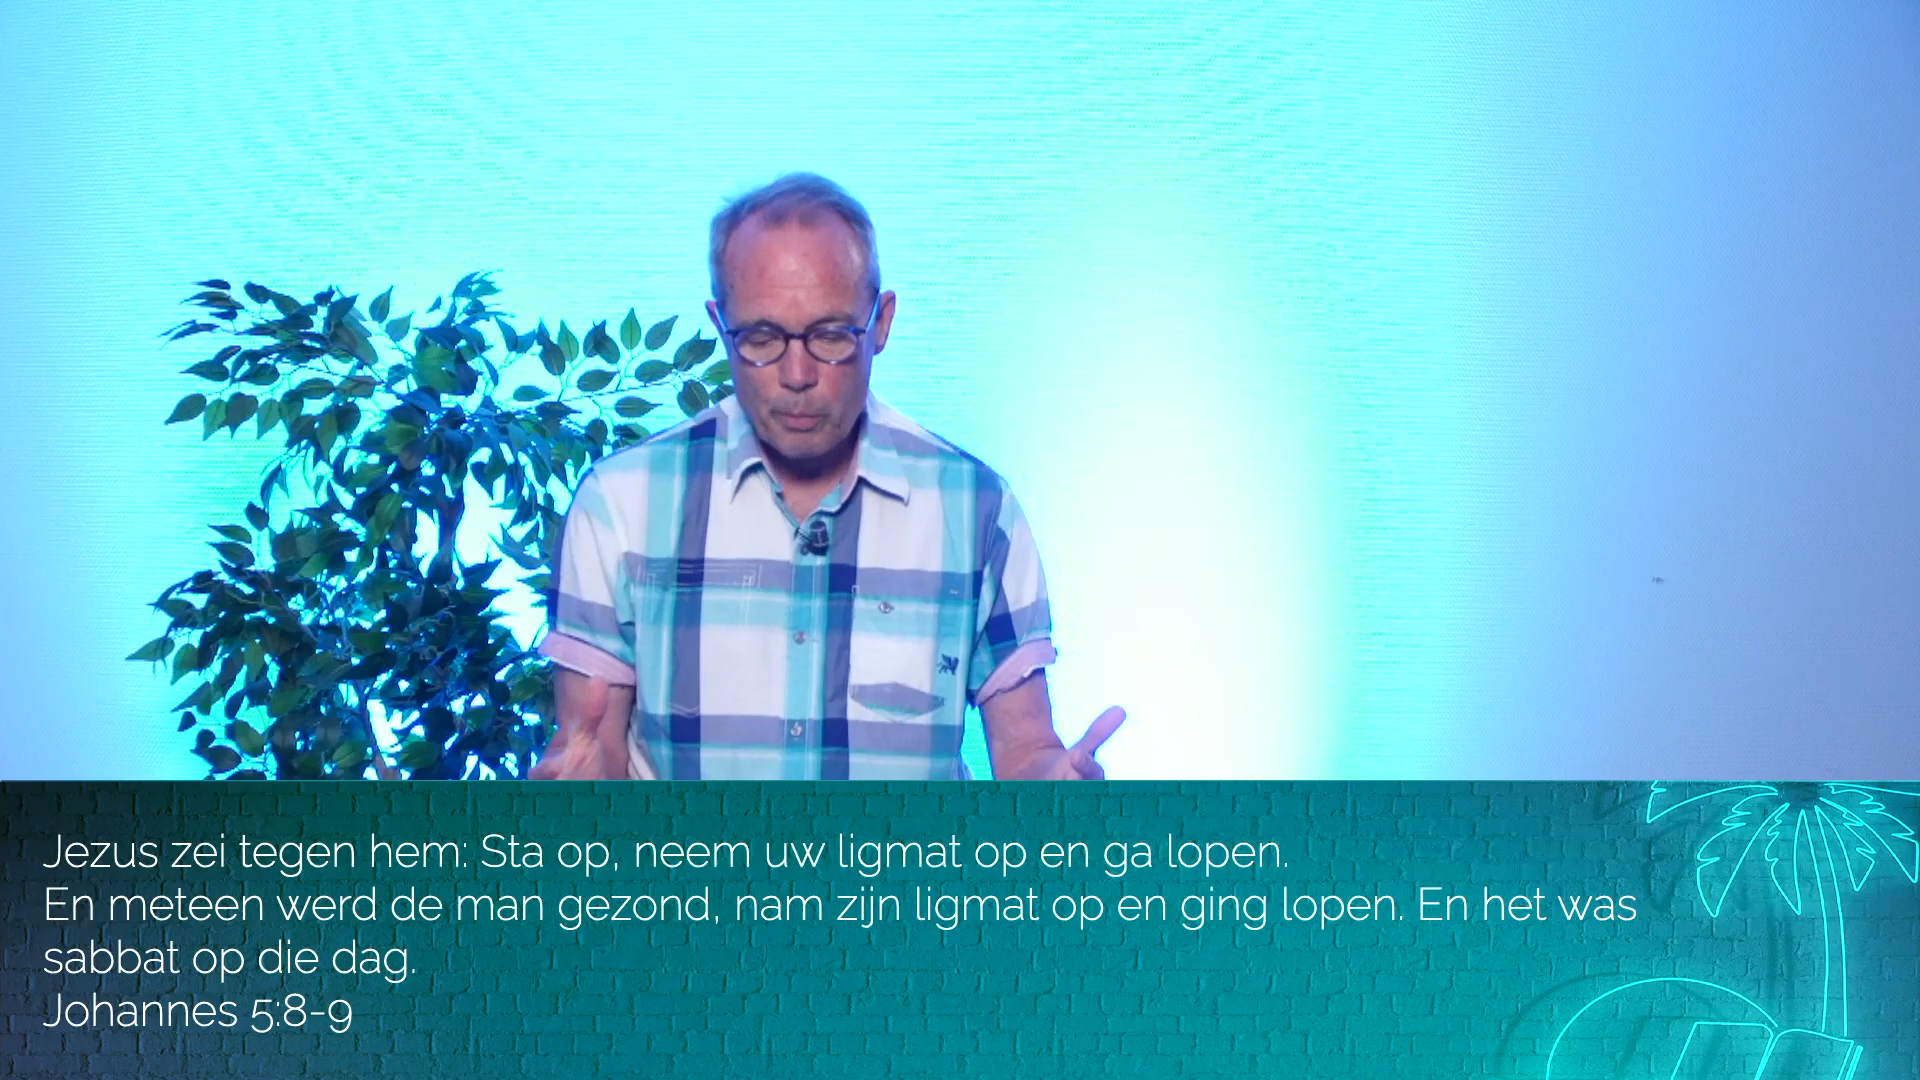 Jezus zei tegen hem: Sta op, neem uw ligmat op en ga lopen.
En meteen werd de man gezond, nam zijn ligmat op en ging lopen. En het was
sabbat op die dag.
Johannes 5:8-9